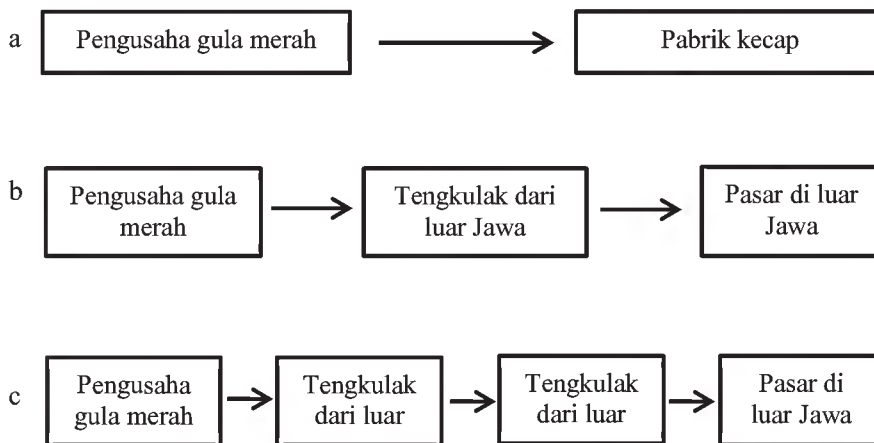 a
Pengusaha gula merah
Pabrik kecap
b
Pengusaha gula
merah
Tengkulak dari
luar Jawa
Pasar di luar
Jawa
c
Pengusaha
gula merah
Tengkulak
dari luar
Tengkulak
dari luar
Pasar di
luar Jawa